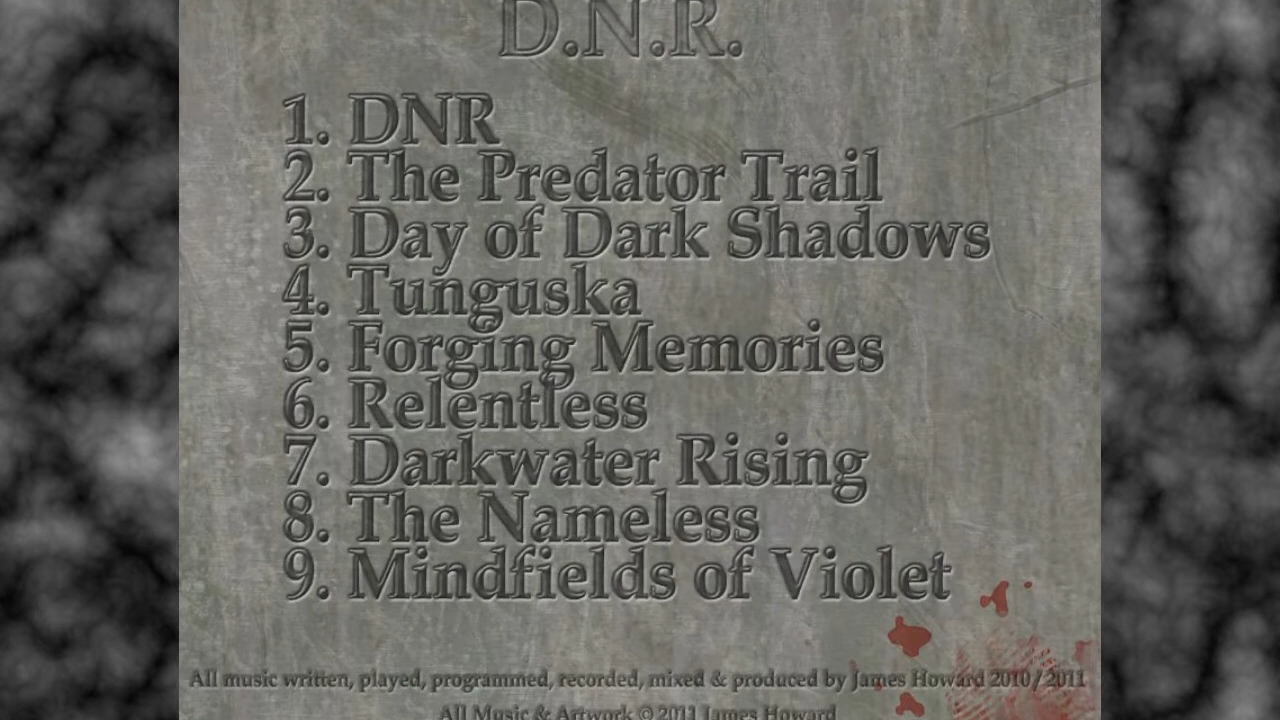 D.N.R.
1. DNR
2. The Predator Trail
3. Day of Dark Shadows
4. Tunguska
5. Forging Memories
6. Relentless
7. Darkwater Rising
8. The Nameless
9. Mindfields of Violet
All music written, played, programmed, recorded, mixed & produced by James Howard 2010/2011
All Music & Artwork © 2011 James Howard